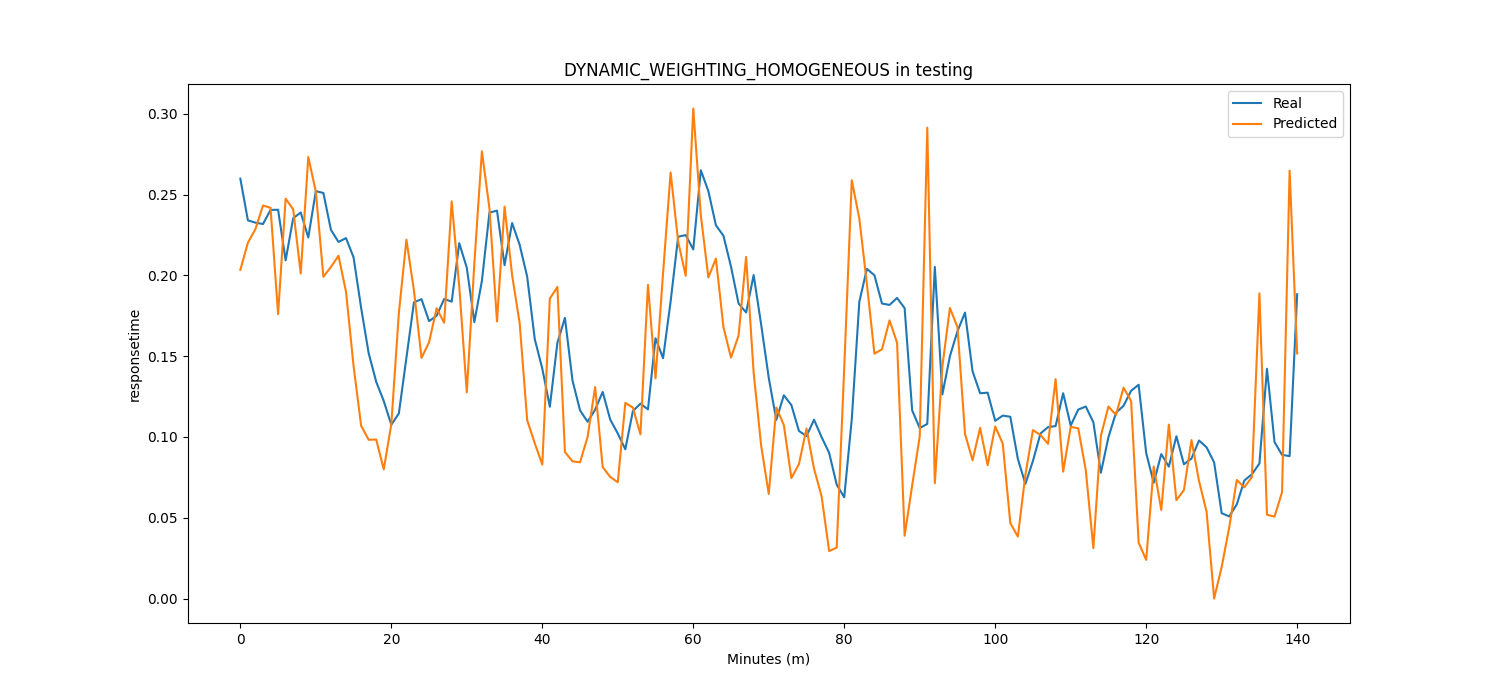 DYNAMIC_WEIGHTING_HOMOGENEOUS in testing
Real
Predicted
responsetime
0.30
0.25
0.20
0.15
0.10
0.05
0.00
0 20 40 60 80 100 120 140
Minutes (m)